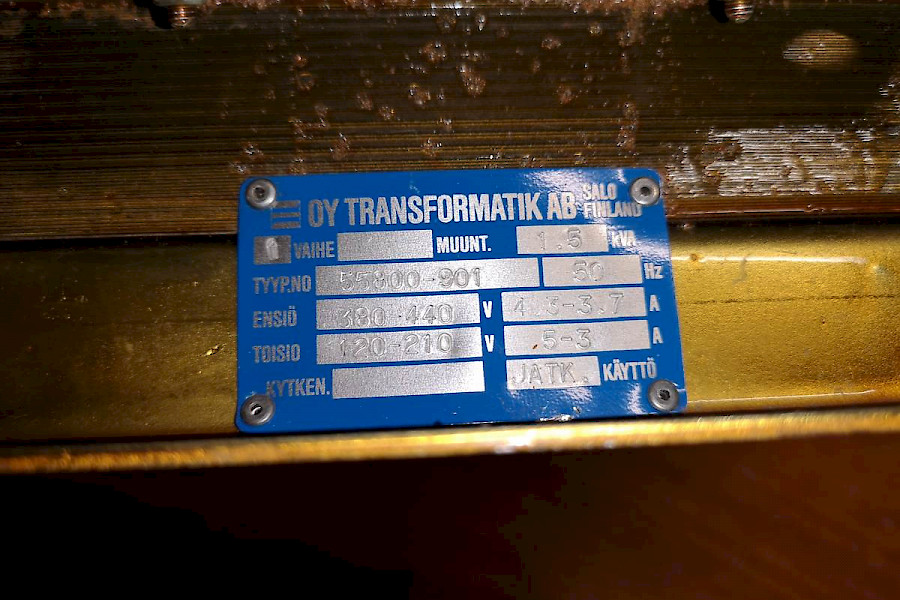 OY TRANSFORMATIK AB SALO FINLAND
1 VAIHE MUUNT. 1.5 kVA
TYYP.NO 55800-901 50 Hz
ENSIÖ 380-440 V 4.3-3.7 A
TOISIO 120-210 V 5-3 A
KYTKEN. JATK. KÄYTTÖ